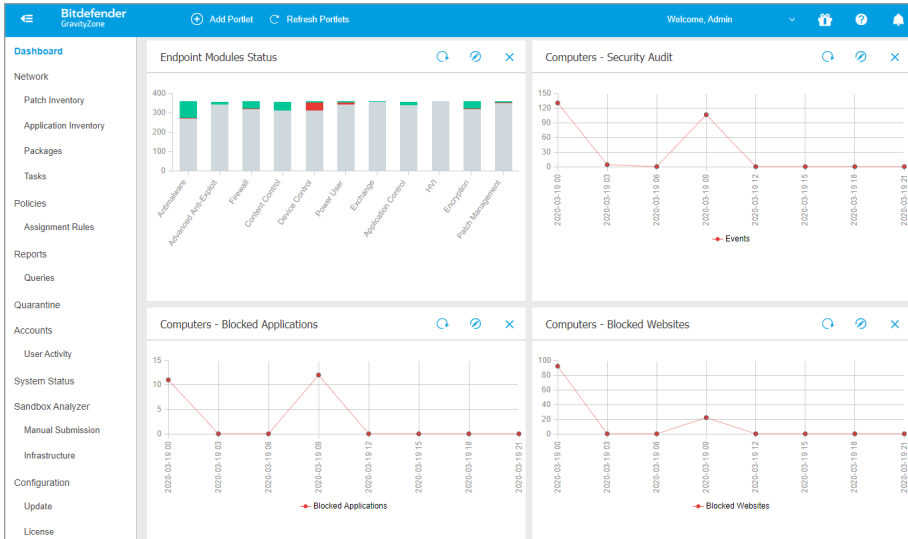 Bitdefender
GravityZone
Add Portlet
Refresh Portlets
Welcome, Admin
Dashboard
Network
Patch Inventory
Application Inventory
Packages
Tasks
Policies
Assignment Rules
Reports
Queries
Quarantine
Accounts
User Activity
System Status
Sandbox Analyzer
Manual Submission
Infrastructure
Configuration
Update
License
Endpoint Modules Status
400
300
200
100
0
Antimalware
Advanced Anti-Exploit
Firewall
Content Control
Device Control
Power User
Exchange
Application Control
HVI
Encryption
Patch Management
Computers - Security Audit
150
120
90
60
30
0
2020-03-19 00
2020-03-19 03
2020-03-19 06
2020-03-19 09
2020-03-19 12
2020-03-19 15
2020-03-19 18
2020-03-19 21
Events
Computers - Blocked Applications
15
10
5
0
2020-03-19 00
2020-03-19 03
2020-03-19 06
2020-03-19 09
2020-03-19 12
2020-03-19 15
2020-03-19 18
2020-03-19 21
Blocked Applications
Computers - Blocked Websites
100
80
60
40
20
0
2020-03-19 00
2020-03-19 03
2020-03-19 06
2020-03-19 09
2020-03-19 12
2020-03-19 15
2020-03-19 18
2020-03-19 21
Blocked Websites